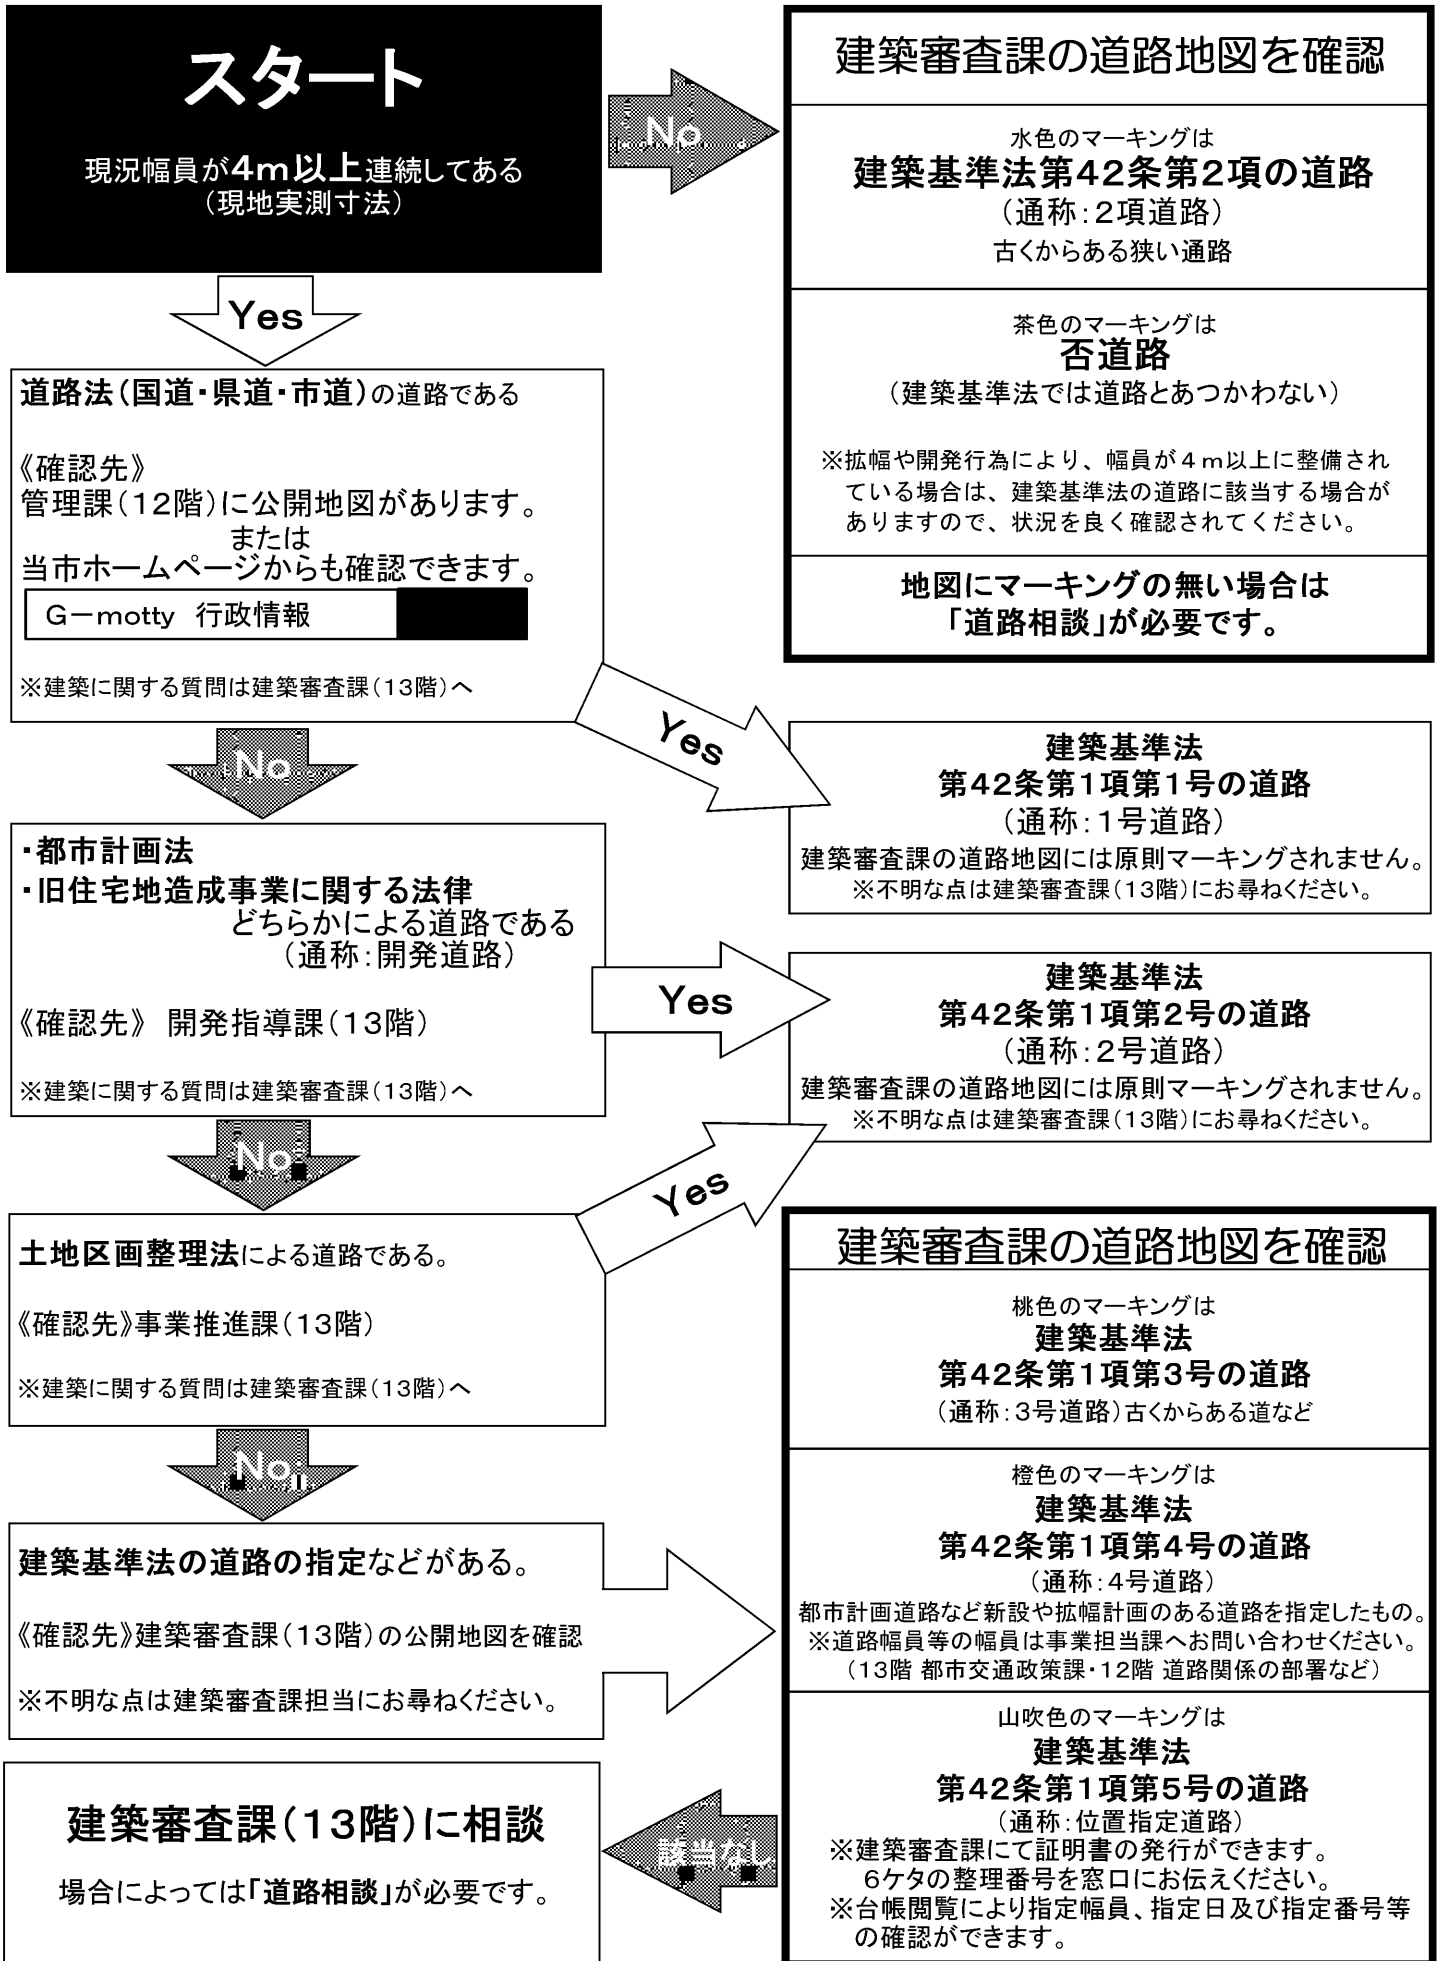 スタート
現況幅員が4m以上連続してある
(現地実測寸法)
No
建築審査課の道路地図を確認
水色のマーキングは
建築基準法第42条第2項の道路
(通称:2項道路)
古くからある狭い通路
茶色のマーキングは
否道路
(建築基準法では道路とあつかわない)
※拡幅や開発行為により、幅員が4m以上に整備され
ている場合は、建築基準法の道路に該当する場合が
ありますので、状況を良く確認されてください。
地図にマーキングの無い場合は
「道路相談」が必要です。
Yes
道路法(国道・県道・市道)の道路である
《確認先》
管理課(12階)に公開地図があります。
または
当市ホームページからも確認できます。
G-motty 行政情報
※建築に関する質問は建築審査課(13階)へ
Yes
建築基準法
第42条第1項第1号の道路
(通称:1号道路)
建築審査課の道路地図には原則マーキングされません。
※不明な点は建築審査課(13階)にお尋ねください。
No
・都市計画法
・旧住宅地造成事業に関する法律
どちらかによる道路である
(通称:開発道路)
《確認先》 開発指導課(13階)
※建築に関する質問は建築審査課(13階)へ
Yes
建築基準法
第42条第1項第2号の道路
(通称:2号道路)
建築審査課の道路地図には原則マーキングされません。
※不明な点は建築審査課(13階)にお尋ねください。
No
土地区画整理法による道路である。
《確認先》事業推進課(13階)
※建築に関する質問は建築審査課(13階)へ
Yes
No
建築基準法の道路の指定などがある。
《確認先》建築審査課(13階)の公開地図を確認
※不明な点は建築審査課担当にお尋ねください。
建築審査課の道路地図を確認
桃色のマーキングは
建築基準法
第42条第1項第3号の道路
(通称:3号道路)古くからある道など
橙色のマーキングは
建築基準法
第42条第1項第4号の道路
(通称:4号道路)
都市計画道路など新設や拡幅計画のある道路を指定したもの。
※道路幅員等の幅員は事業担当課へお問い合わせください。
(13階 都市交通政策課・12階 道路関係の部署など)
山吹色のマーキングは
建築基準法
第42条第1項第5号の道路
(通称:位置指定道路)
※建築審査課にて証明書の発行ができます。
6ケタの整理番号を窓口にお伝えください。
※台帳閲覧により指定幅員、指定日及び指定番号等
の確認ができます。
該当なし
建築審査課(13階)に相談
場合によっては「道路相談」が必要です。